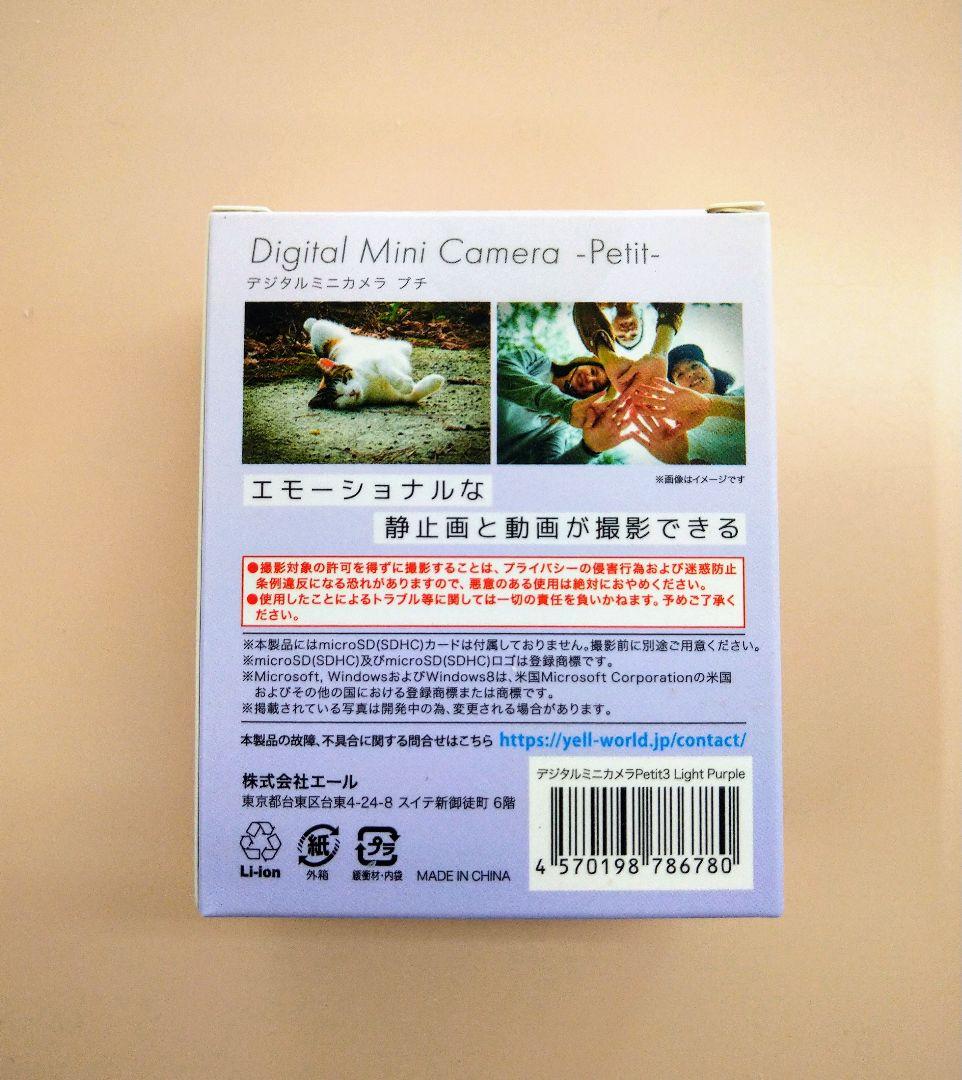 Digital Mini Camera -Petit-
デジタルミニカメラ プチ
※画像はイメージです
エモーショナルな
静止画と動画が撮影できる
●撮影対象の許可を得ずに撮影することは、プライバシーの侵害行為および迷惑防止
条例違反になる恐れがありますので、悪意のある使用は絶対におやめください。
●使用したことによるトラブル等に関しては一切の責任を負いかねます。予めご了承く
ださい。
※本製品にはmicroSD(SDHC)カードは付属しておりません。撮影前に別途ご用意ください。
※microSD(SDHC)及びmicroSD(SDHC)ロゴは登録商標です。
※Microsoft, WindowsおよびWindows8は、米国Microsoft Corporationの米国
およびその他の国における登録商標または商標です。
※掲載されている写真は開発中の為、変更される場合があります。
本製品の故障、不具合に関する問合せはこちら https://yell-world.jp/contact/
株式会社エール
東京都台東区台東4-24-8 スイテ新御徒町 6階
デジタルミニカメラPetit3 Light Purple
4 570198 786780
紙
プラ
Li-ion
外箱
緩衝材・内袋
MADE IN CHINA